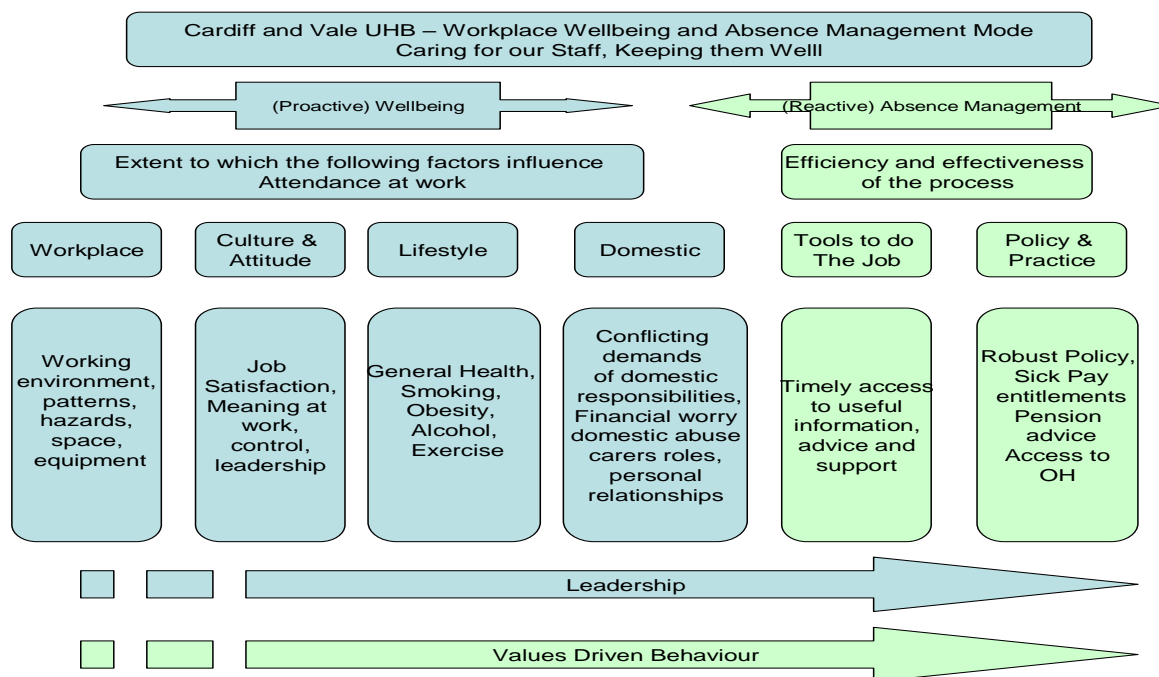 Cardiff and Vale UHB – Workplace Wellbeing and Absence Management Mode
Caring for our Staff, Keeping them Welll
(Proactive) Wellbeing
(Reactive) Absence Management
Extent to which the following factors influence
Attendance at work
Efficiency and effectiveness
of the process
Workplace
Culture &
Attitude
Lifestyle
Domestic
Tools to do
The Job
Policy &
Practice
Working
environment,
patterns,
hazards,
space,
equipment
Job
Satisfaction,
Meaning at
work,
control,
leadership
General Health,
Smoking,
Obesity,
Alcohol,
Exercise
Conflicting
demands
of domestic
responsibilities,
Financial worry
domestic abuse
carers roles,
personal
relationships
Timely access
to useful
information,
advice and
support
Robust Policy,
Sick Pay
entitlements
Pension
advice
Access to
OH
Leadership
Values Driven Behaviour